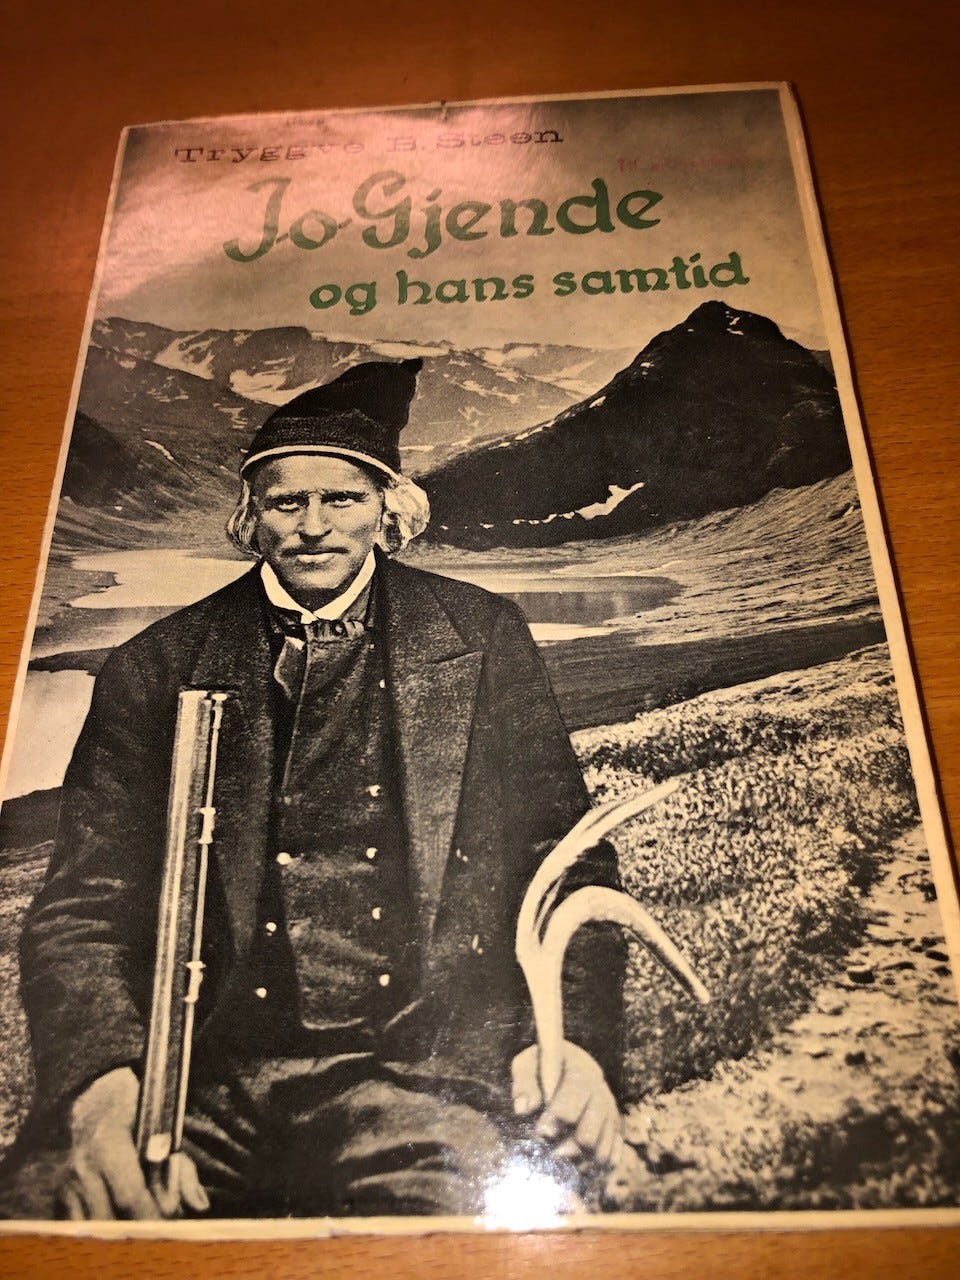 Tryggve B. Steen
Jo Gjende
og hans samtid